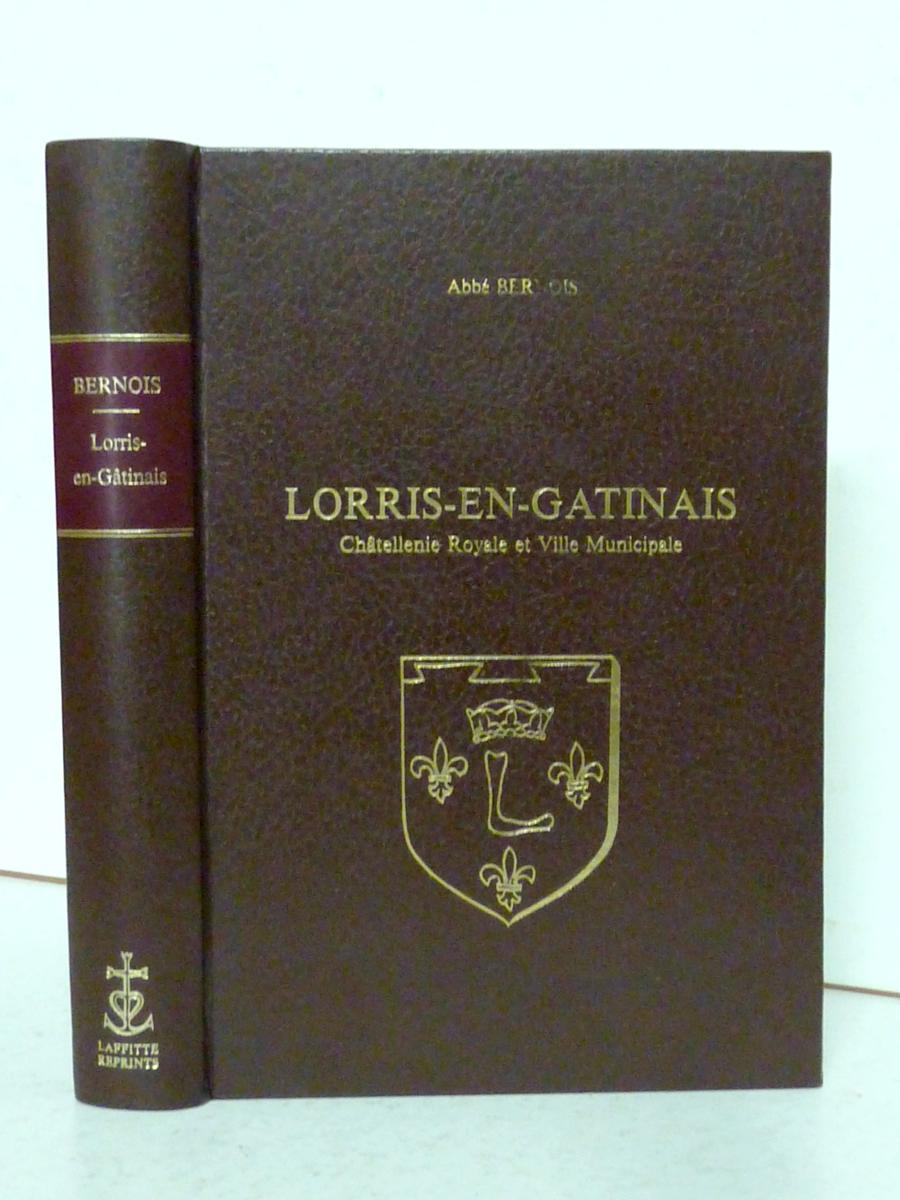 BERNOIS
Lorris-
en-Gâtinais
LAFFITTE
REPRINTS
Abbé BERNOIS
LORRIS-EN-GATINAIS
Châtellenie Royale et Ville Municipale
L